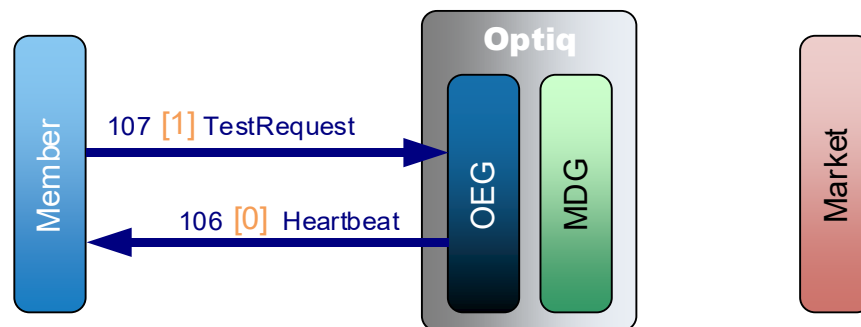 Optiq
Member
107 [1] TestRequest
106 [0] Heartbeat
OEG
MDG
Market